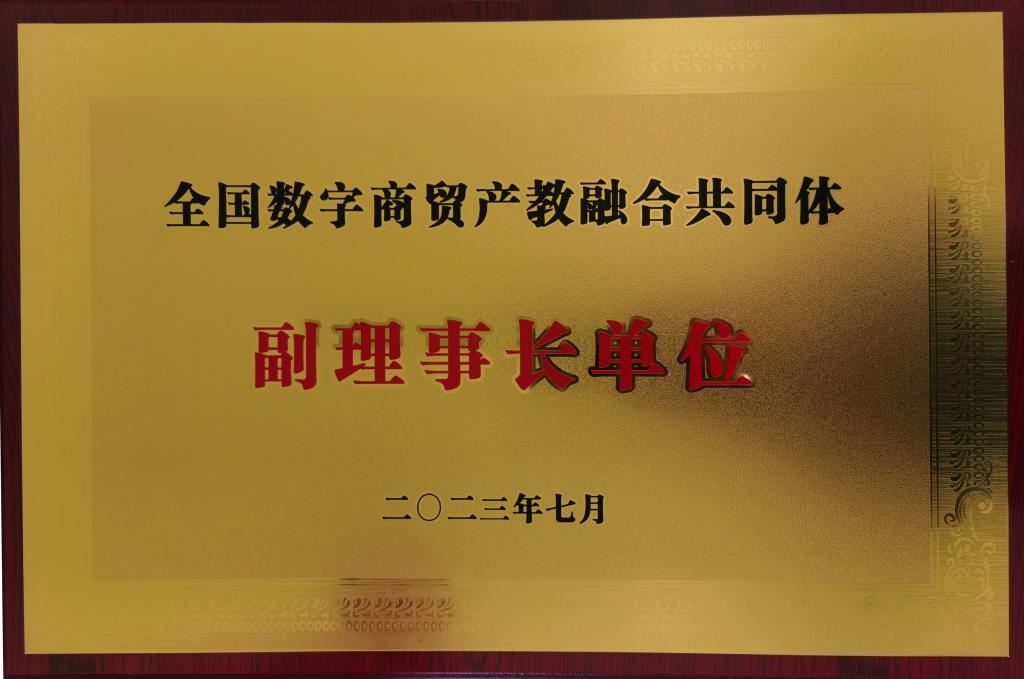 全国数字商贸产教融合共同体
副理事长单位
二〇二三年七月